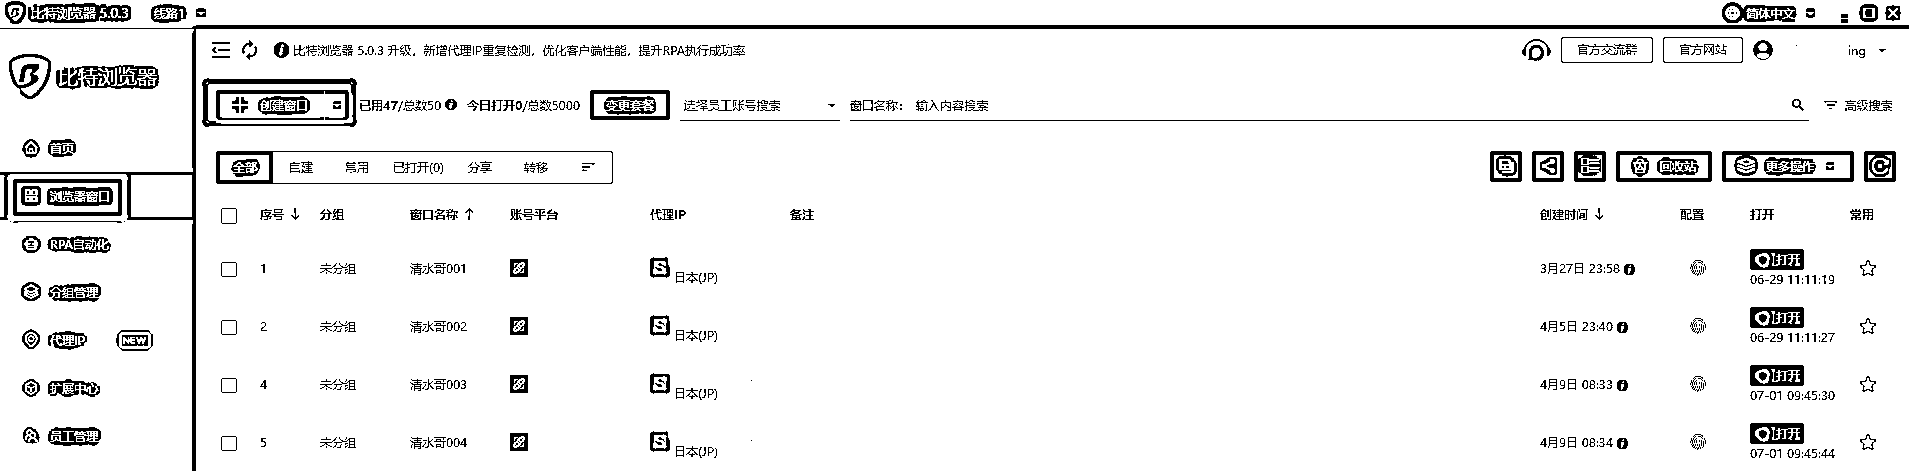 比特浏览器 5.0.3 线路1 简体中文
比特浏览器 5.0.3 升级，新增代理IP重复检测，优化客户端性能，提升RPA执行成功率 官方交流群 官方网站 ing
比特浏览器
创建窗口 已用47/总数50 今日打开0/总数5000 变更套餐 选择员工账号搜索 窗口名称： 输入内容搜索 高级搜索
首页
全部 自建 常用 已打开(0) 分享 转移 回收站 更多操作
浏览器窗口
序号 分组 窗口名称 账号平台 代理IP 备注 创建时间 配置 打开 常用
RPA自动化
1 未分组 清水哥001 日本(JP) 3月27日 23:58 打开
06-29 11:11:19
分组管理
2 未分组 清水哥002 日本(JP) 4月5日 23:40 打开
06-29 11:11:27
代理IP NEW
4 未分组 清水哥003 日本(JP) 4月9日 08:33 打开
07-01 09:45:30
扩展中心
5 未分组 清水哥004 日本(JP) 4月9日 08:34 打开
07-01 09:45:44
员工管理